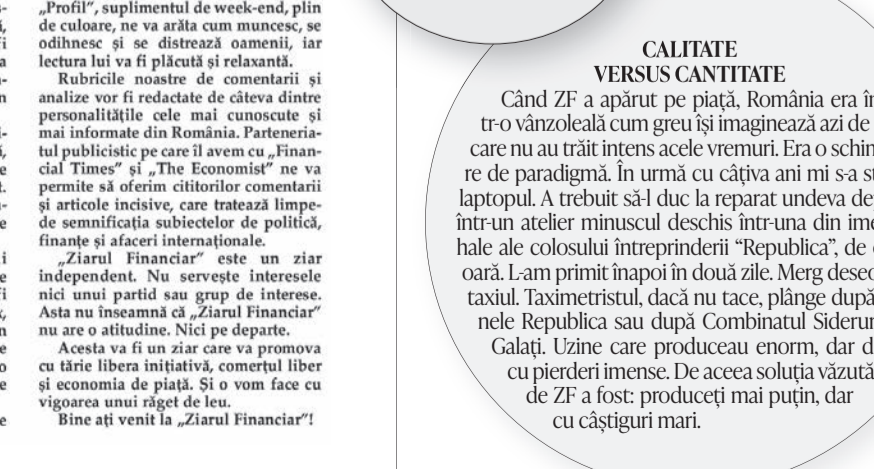 „Profil”, suplimentul de week-end, plin
de culoare, ne va arăta cum muncesc, se
odihnesc și se distrează oamenii, iar
lectura lui va fi plăcută și relaxantă.
Rubricile noastre de comentarii și
analize vor fi redactate de câteva dintre
personalitățile cele mai cunoscute și
mai informate din România. Parteneria-
tul publicistic pe care îl avem cu „Finan-
cial Times” și „The Economist” ne va
permite să oferim cititorilor comentarii
și articole incisive, care tratează limpe-
de semnificația subiectelor de politică,
finanțe și afaceri internaționale.
„Ziarul Financiar” este un ziar
independent. Nu servește interesele
nici unui partid sau grup de interese.
Asta nu înseamnă că „Ziarul Financiar”
nu are o atitudine. Nici pe departe.
Acesta va fi un ziar care va promova
cu tărie libera inițiativă, comerțul liber
și economia de piață. Și o vom face cu
vigoarea unui răget de leu.
Bine ați venit la „Ziarul Financiar”!
CALITATE
VERSUS CANTITATE
Când ZF a apărut pe piață, România era în
tr-o vânzoleală cum greu își imaginează azi de
care nu au trăit intens acele vremuri. Era o schim
re de paradigmă. În urmă cu câțiva ani mi s-a
laptopul. A trebuit să-l duc la reparat undeva
într-un atelier minuscul deschis într-una din
hale ale colosului întreprinderii “Republica”, de
oară. L-am primit înapoi în două zile. Merg
taxiul. Taximetristul, dacă nu tace, plânge după
nele Republica sau după Combinatul
Galați. Uzine care produceau enorm, dar
cu pierderi imense. De aceea soluția văzută
de ZF a fost: produceți mai puțin, dar
cu câștiguri mari.